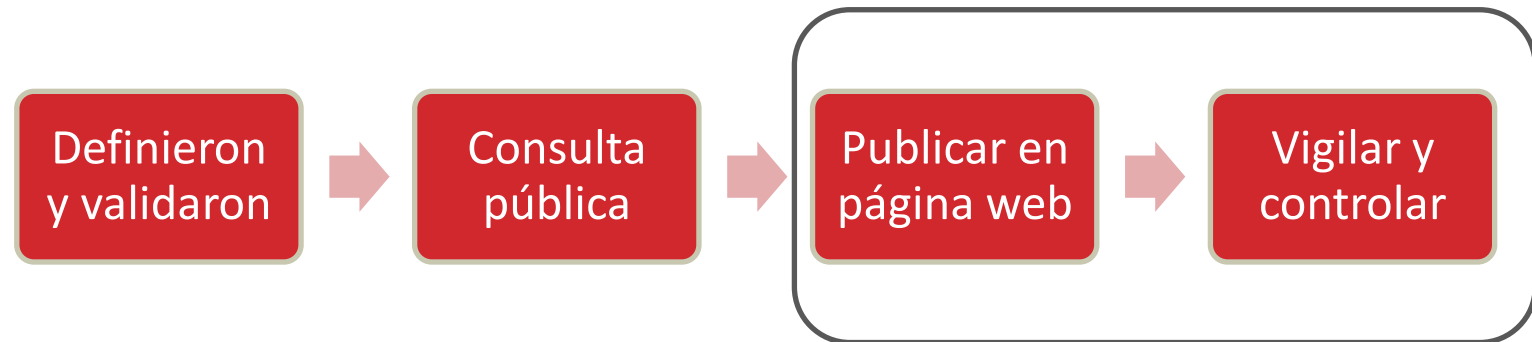 Definieron
y validaron
Consulta
pública
Publicar en
página web
Vigilar y
controlar